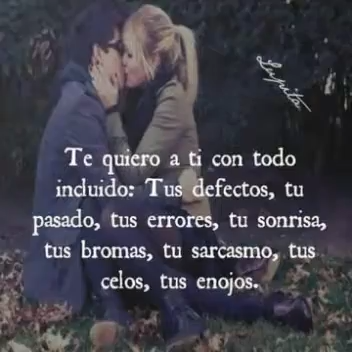 Lupita
Te quiero a ti con todo
incluido: Tus defectos, tu
pasado, tus errores, tu sonrisa,
tus bromas, tu sarcasmo, tus
celos, tus enojos.